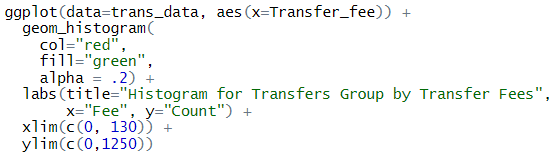 ggplot(data=trans_data, aes(x=Transfer_fee)) +
  geom_histogram(
    col="red",
    fill="green",
    alpha = .2) +
  labs(title="Histogram for Transfers Group by Transfer Fees",
       x="Fee", y="Count") +
  xlim(c(0, 130)) +
  ylim(c(0,1250))